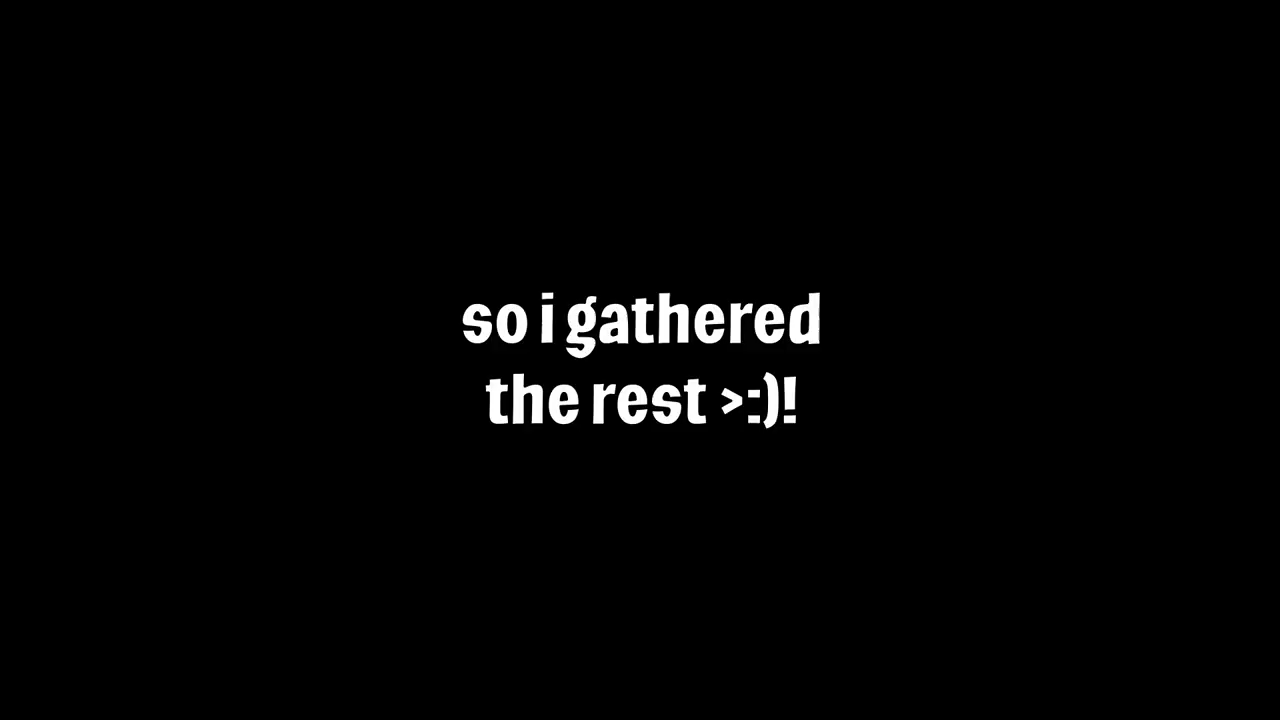 so i gathered
the rest >:)!